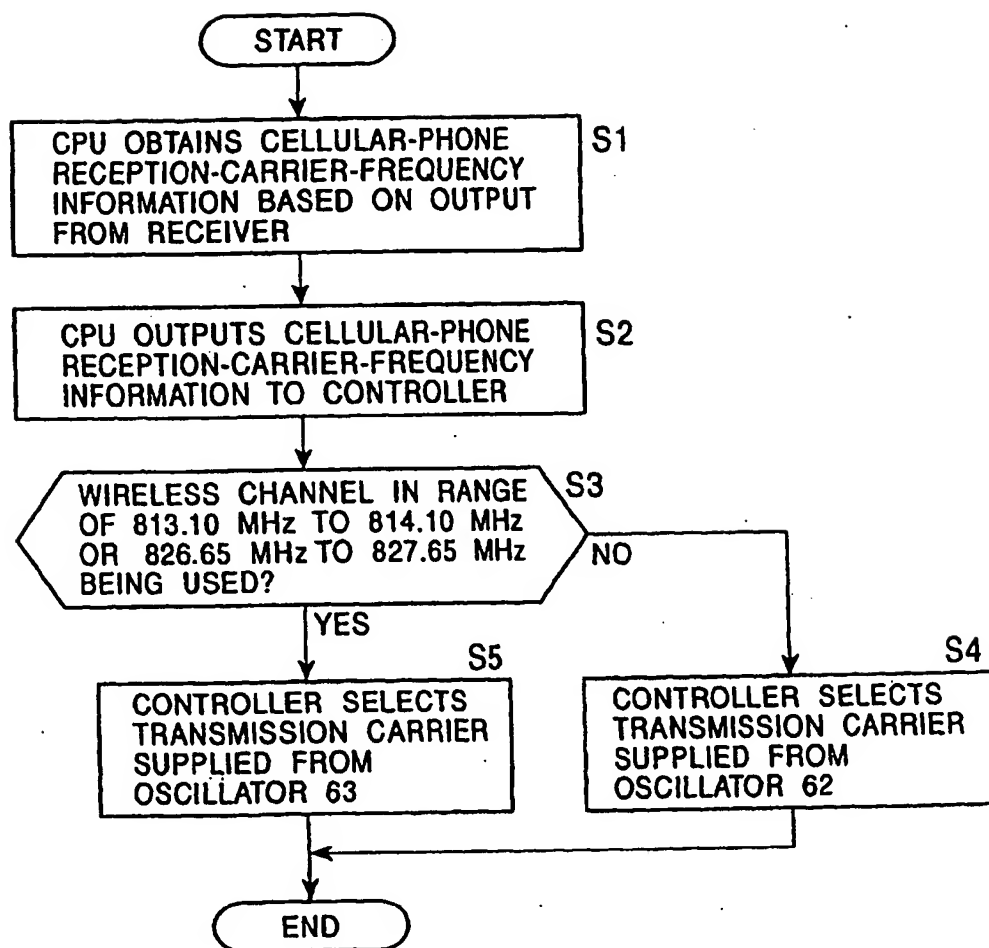 START
CPU OBTAINS CELLULAR-PHONE
RECEPTION-CARRIER-FREQUENCY
INFORMATION BASED ON OUTPUT
FROM RECEIVER
S1
CPU OUTPUTS CELLULAR-PHONE
RECEPTION-CARRIER-FREQUENCY
INFORMATION TO CONTROLLER
S2
WIRELESS CHANNEL IN RANGE
OF 813.10 MHz TO 814.10 MHz
OR 826.65 MHz TO 827.65 MHz
BEING USED?
S3
NO
YES
S5
CONTROLLER SELECTS
TRANSMISSION CARRIER
SUPPLIED FROM
OSCILLATOR 63
S4
CONTROLLER SELECTS
TRANSMISSION CARRIER
SUPPLIED FROM
OSCILLATOR 62
END